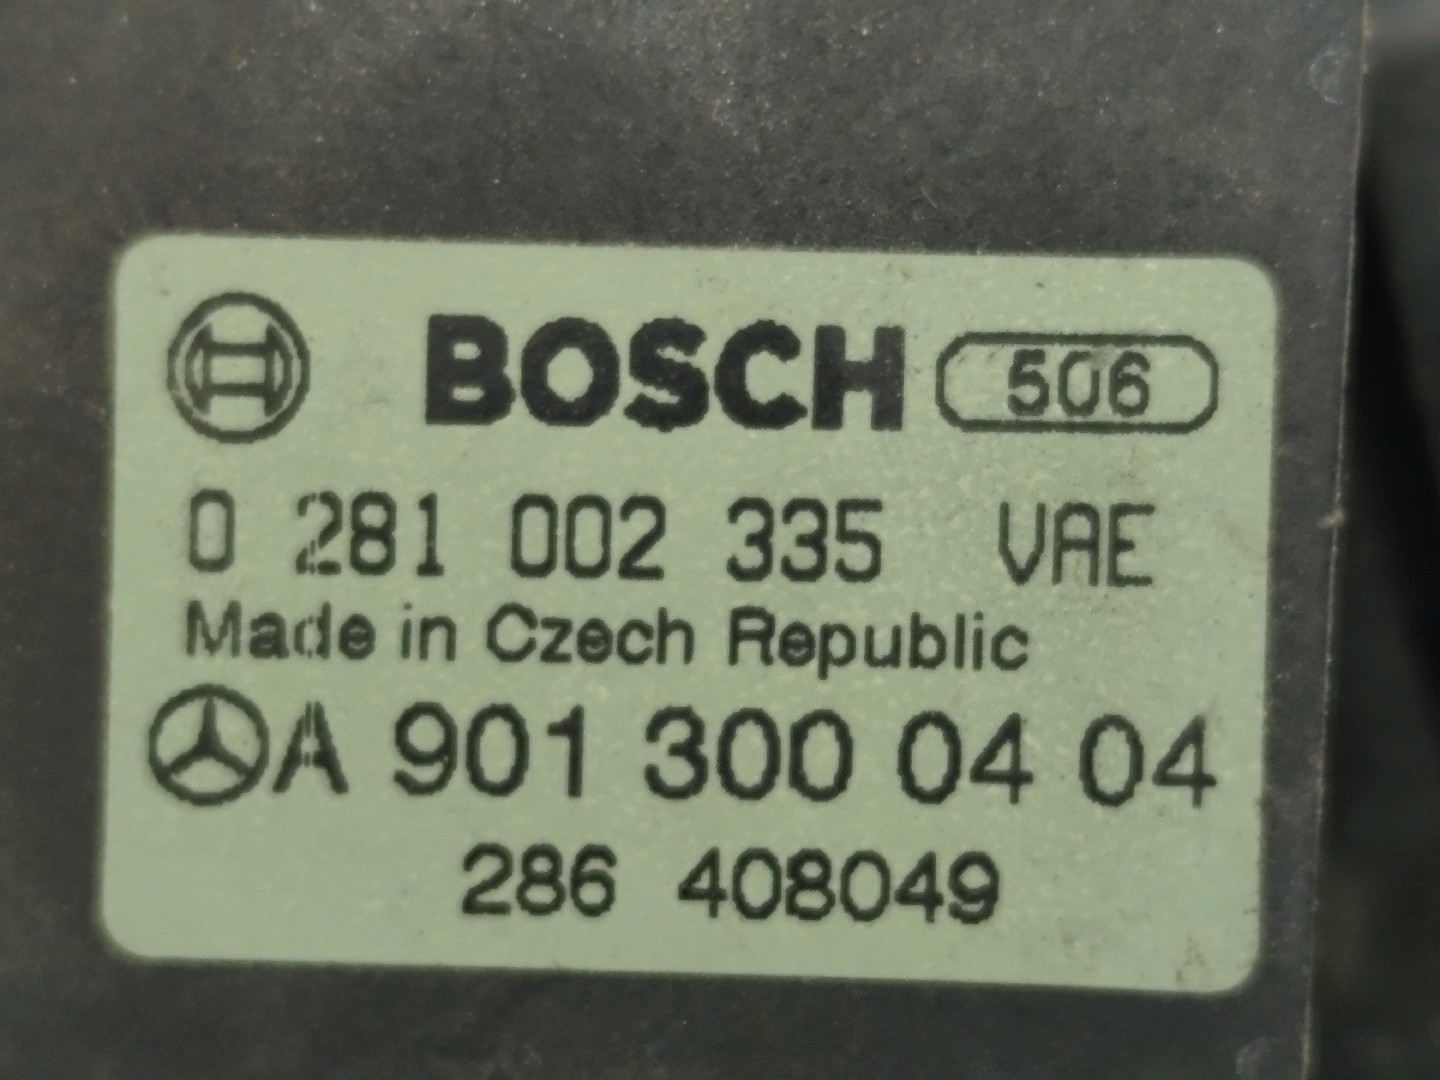 BOSCH 506
0 281 002 335 VAE
Made in Czech Republic
A 901 300 04 04
286 408049